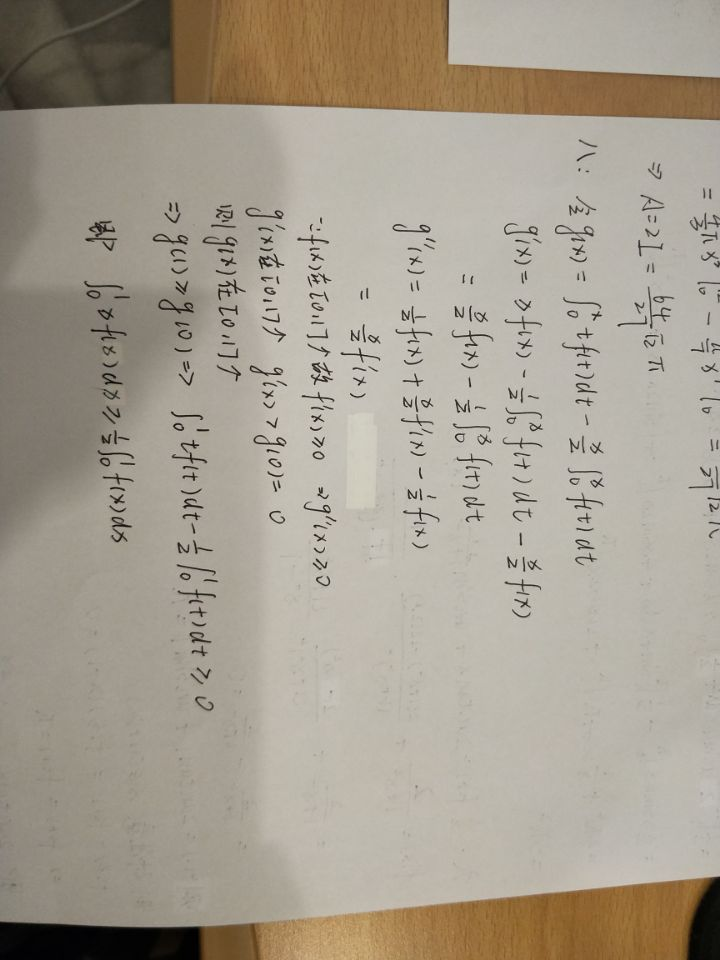 ⇒ A=2I = 64/21 π
八: 令 g(x) = ∫₀ˣ t f(t) dt - x/2 ∫₀ˣ f(t) dt
g'(x) = x f(x) - 1/2 ∫₀ˣ f(t) dt - x/2 f(x)
= x/2 f(x) - 1/2 ∫₀ˣ f(t) dt
g''(x) = 1/2 f(x) + x/2 f'(x) - 1/2 f(x)
= x/2 f'(x)
∵ f(x)在[0,1]↑ 故 f'(x)≥0 ⇒ g''(x)≥0
g'(x)在[0,1]↑ g'(x) > g(0) = 0
则 g(x)在[0,1]↑
⇒ g(1) ≥ g(0) ⇒ ∫₀¹ t f(t) dt - 1/2 ∫₀¹ f(t) dt ≥ 0
即 ∫₀¹ x f(x) dx ≥ 1/2 ∫₀¹ f(x) dx